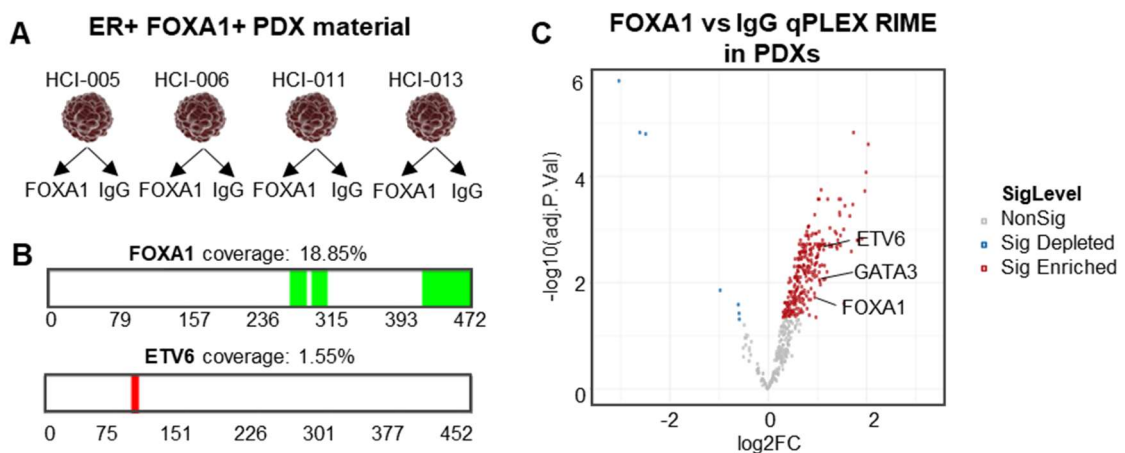 A
ER+ FOXA1+ PDX material
HCI-005 HCI-006 HCI-011 HCI-013
FOXA1 IgG FOXA1 IgG FOXA1 IgG FOXA1 IgG
B
FOXA1 coverage: 18.85%
0 79 157 236 315 393 472
ETV6 coverage: 1.55%
0 75 151 226 301 377 452
C
FOXA1 vs IgG qPLEX RIME
in PDXs
-log10(adj.P.Val)
6
4
2
0
ETV6
GATA3
FOXA1
-2 0 2
log2FC
SigLevel
NonSig
Sig Depleted
Sig Enriched